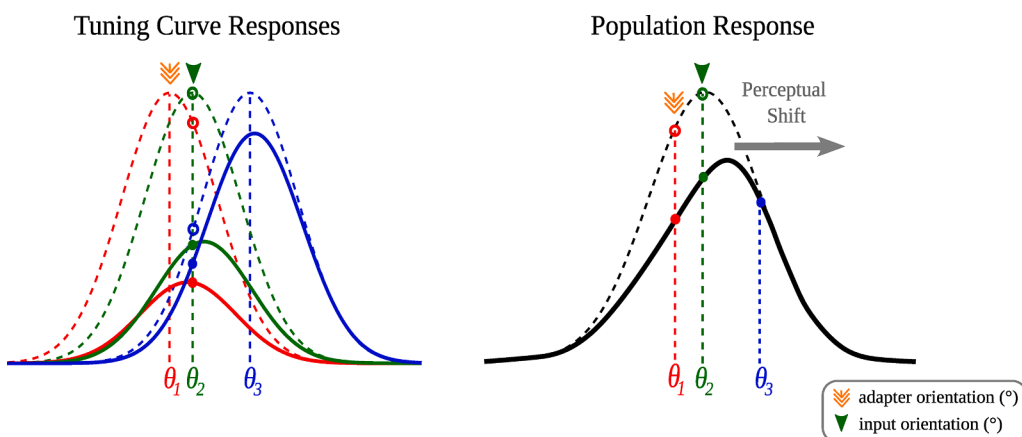 Tuning Curve Responses
Population Response
Perceptual
Shift
θ1 θ2 θ3
θ1 θ2 θ3
adapter orientation (°)
input orientation (°)